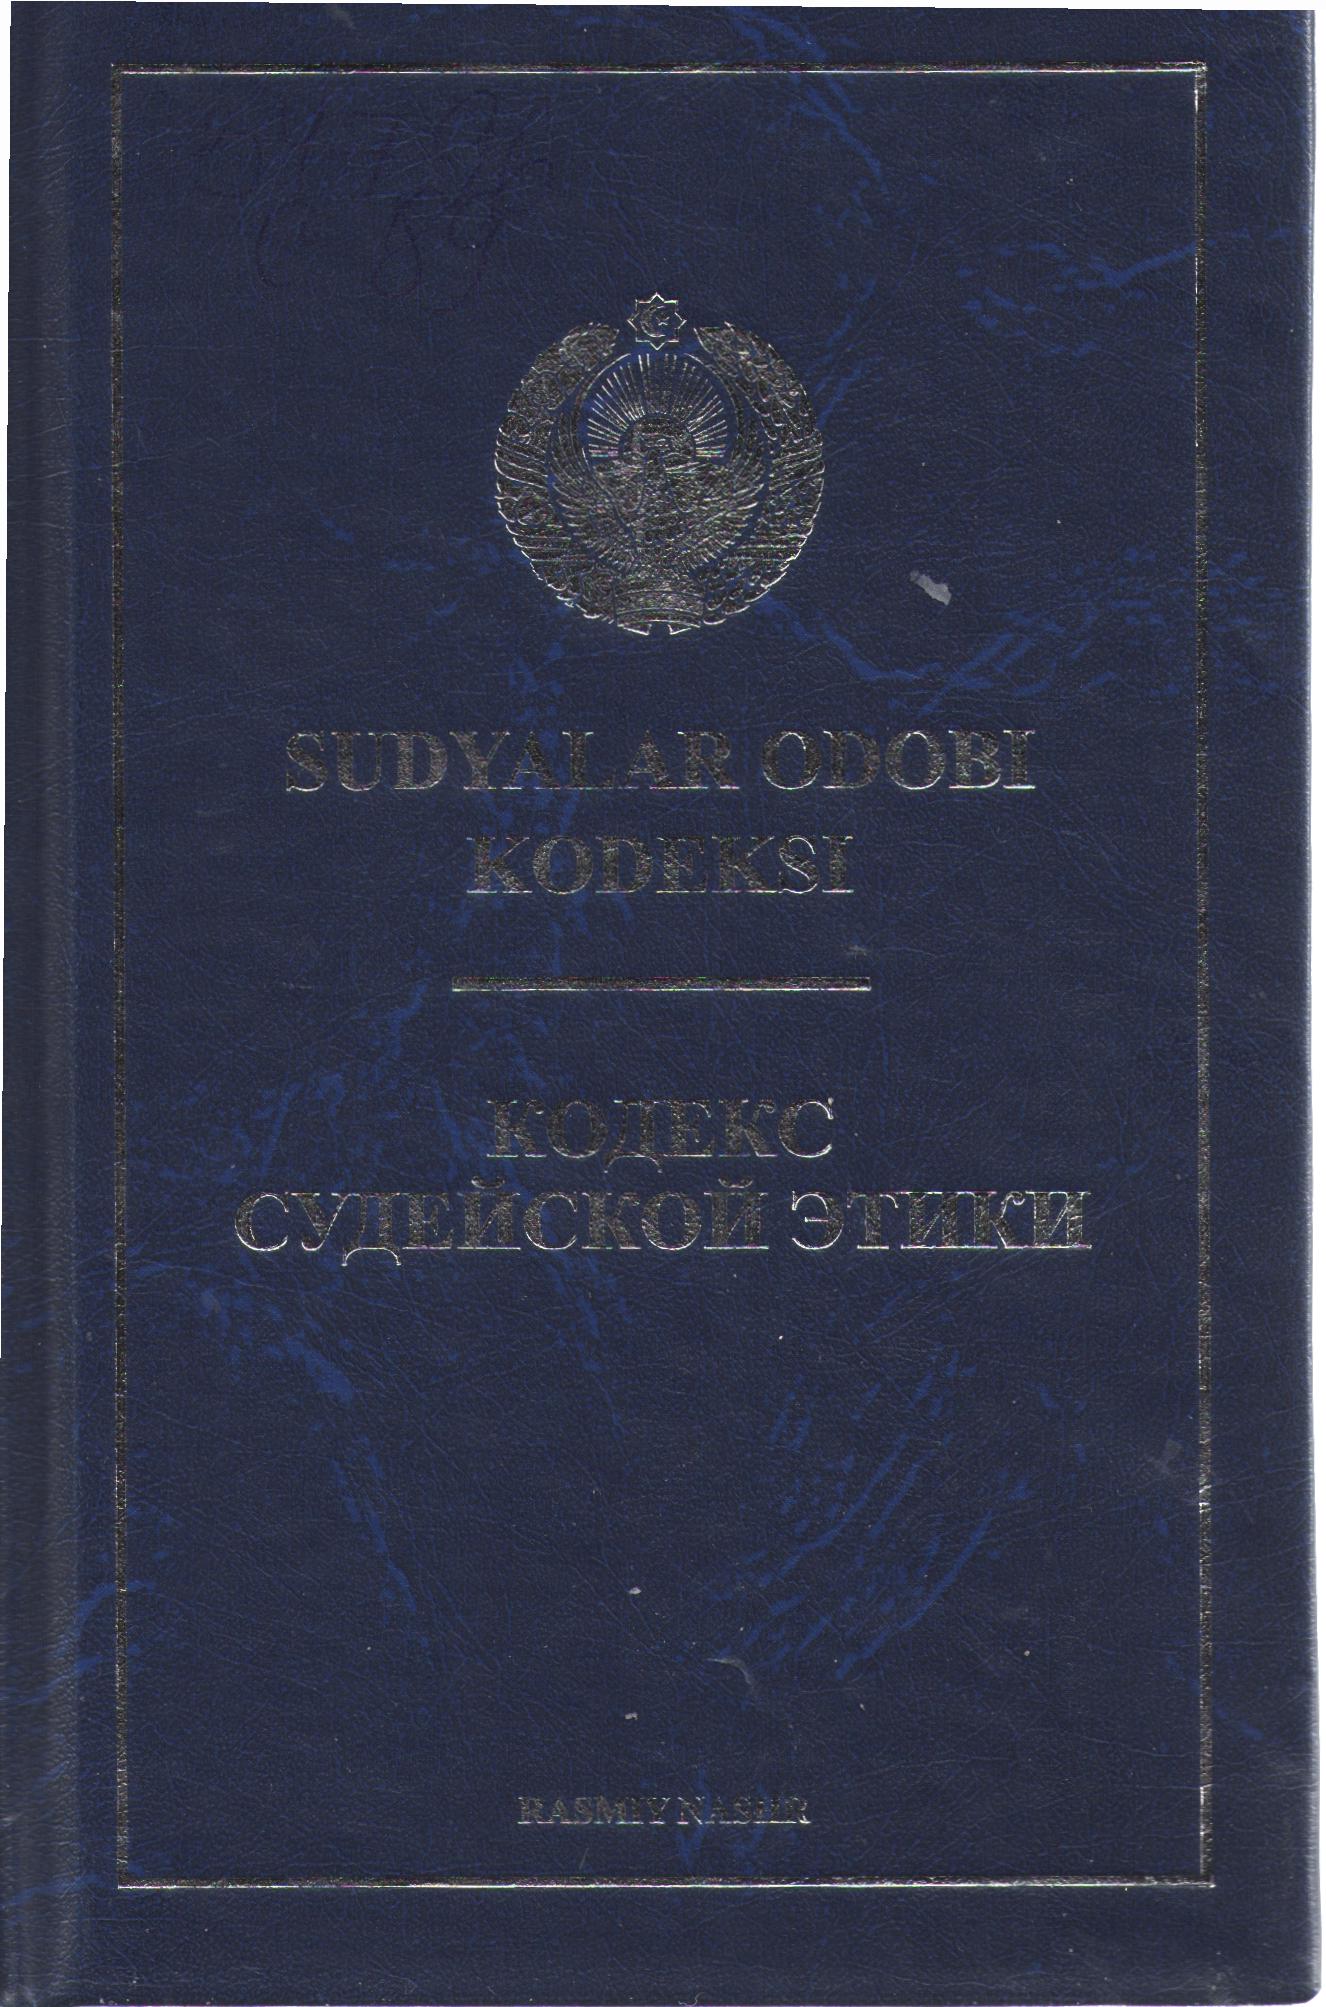 SUDYALAR ODOBI
KODEKSI
КОДЕКС
СУДЕЙСКОЙ ЭТИКИ
RASMIY NASHR